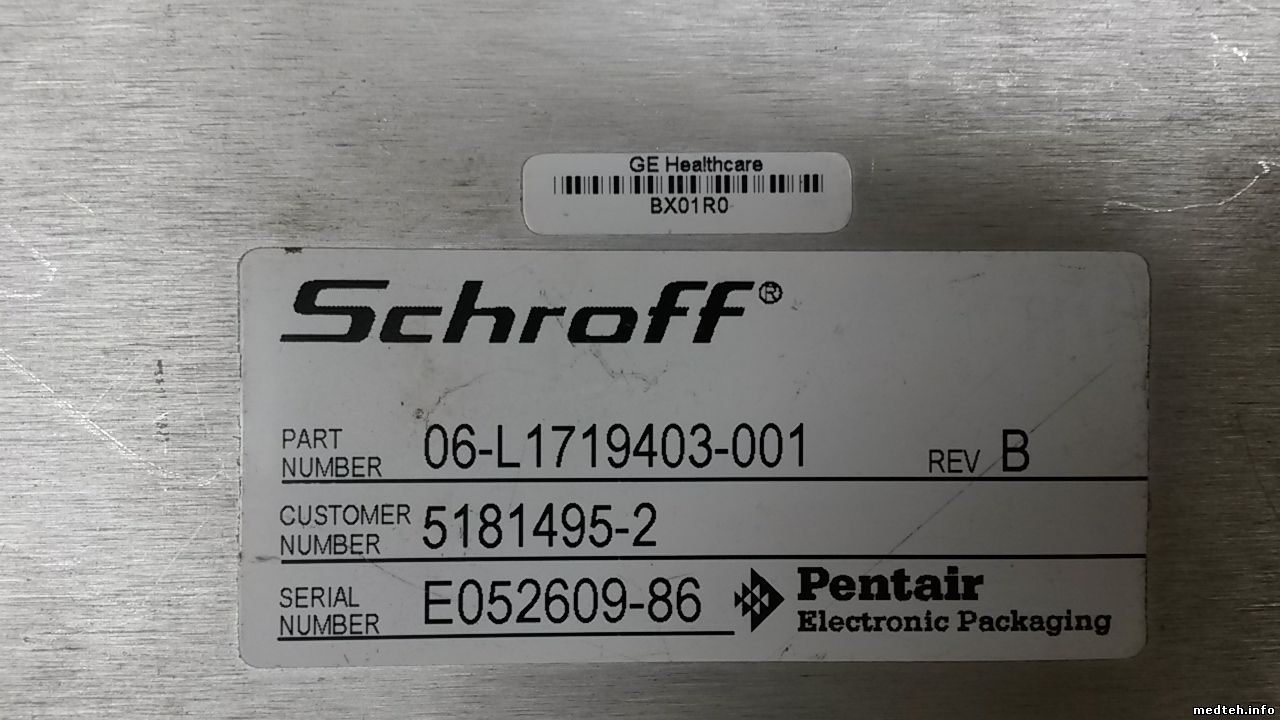 GE Healthcare
BX01R0
Schroff®
PART NUMBER 06-L1719403-001 REV B
CUSTOMER NUMBER 5181495-2
SERIAL NUMBER E052609-86
Pentair
Electronic Packaging
medteh.info